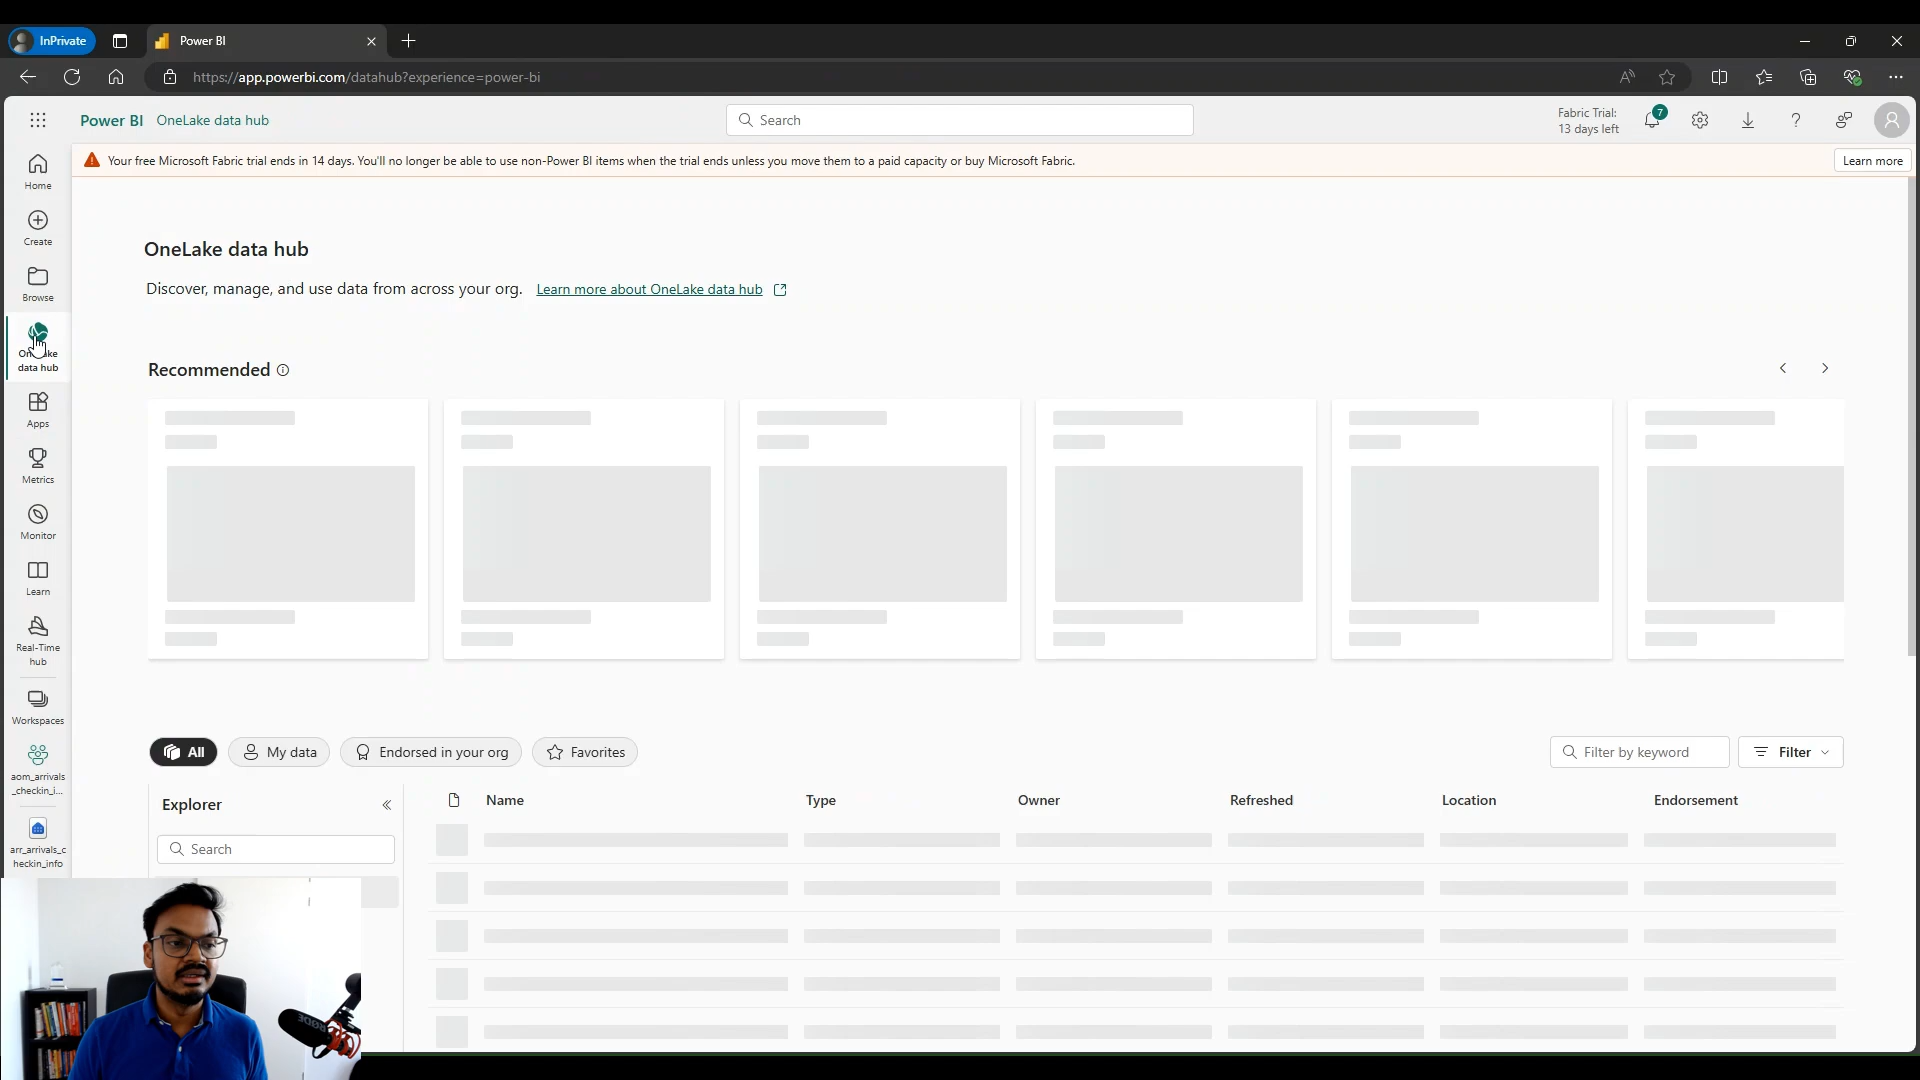 InPrivate
Power BI
https://app.powerbi.com/datahub?experience=power-bi
Power BI OneLake data hub
Search
Fabric Trial:
13 days left
7
Your free Microsoft Fabric trial ends in 14 days. You'll no longer be able to use non-Power BI items when the trial ends unless you move them to a paid capacity or buy Microsoft Fabric.
Learn more
Home
Create
Browse
data hub
Apps
Metrics
Monitor
Learn
Real-Time
hub
Workspaces
aom_arrivals
_checkin_i...
arr_arrivals_c
heckin_info
OneLake data hub
Discover, manage, and use data from across your org. Learn more about OneLake data hub
Recommended
All My data Endorsed in your org Favorites
Filter by keyword
Filter
Explorer
Search
Name Type Owner Refreshed Location Endorsement
RØDE